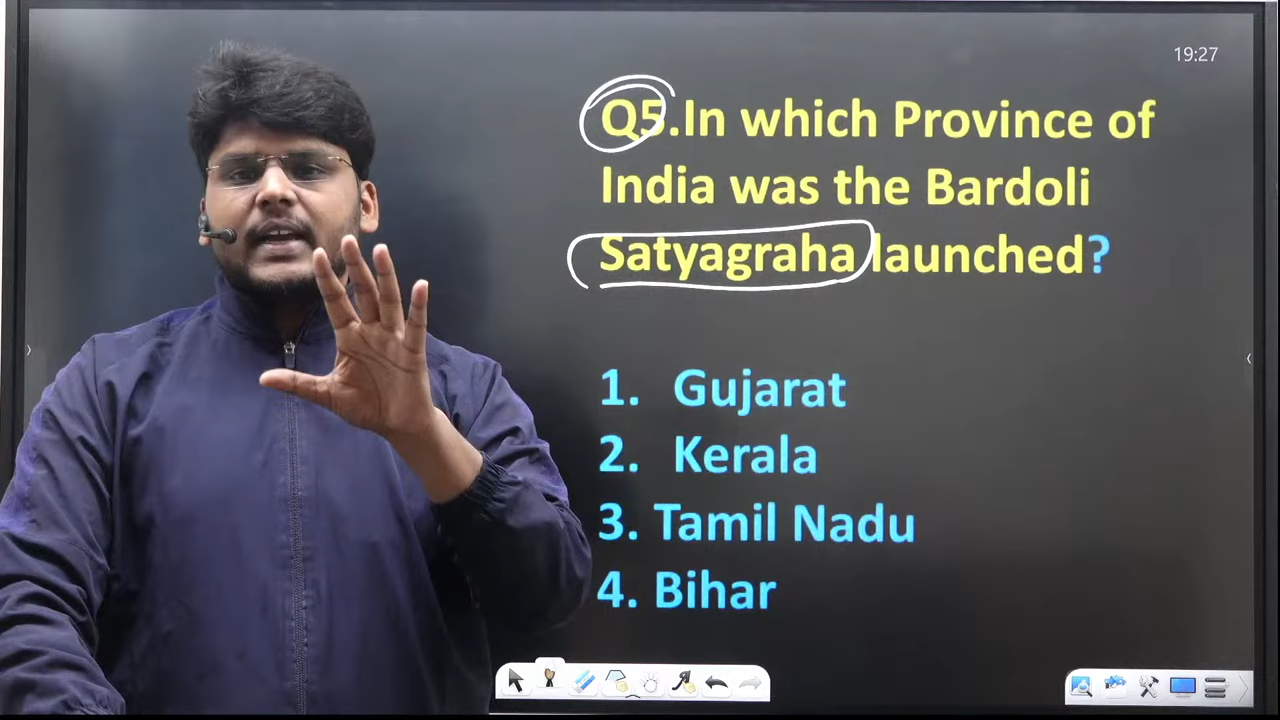 19:27
Q5.In which Province of
India was the Bardoli
Satyagraha launched?
1. Gujarat
2. Kerala
3. Tamil Nadu
4. Bihar